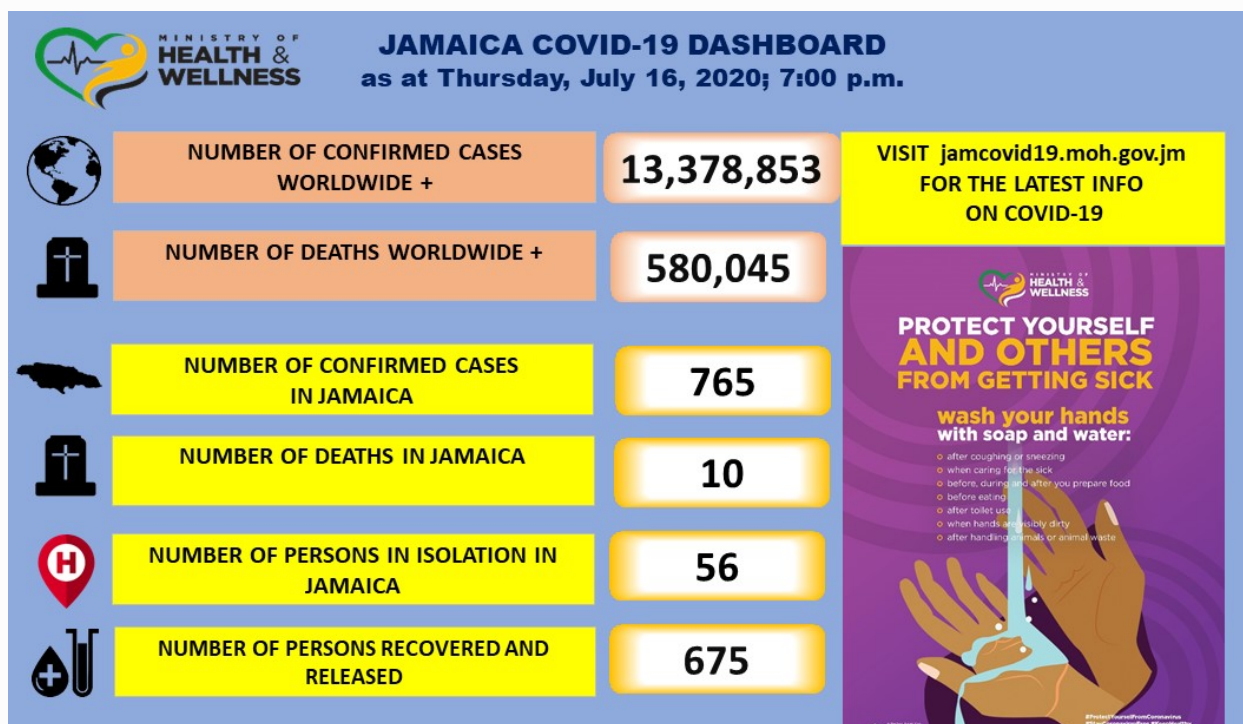 MINISTRY OF
HEALTH &
WELLNESS
JAMAICA COVID-19 DASHBOARD
as at Thursday, July 16, 2020; 7:00 p.m.
NUMBER OF CONFIRMED CASES
WORLDWIDE +
13,378,853
NUMBER OF DEATHS WORLDWIDE +
580,045
NUMBER OF CONFIRMED CASES
IN JAMAICA
765
NUMBER OF DEATHS IN JAMAICA
10
H
NUMBER OF PERSONS IN ISOLATION IN
JAMAICA
56
NUMBER OF PERSONS RECOVERED AND
RELEASED
675
VISIT jamcovid19.moh.gov.jm
FOR THE LATEST INFO
ON COVID-19
MINISTRY OF
HEALTH &
WELLNESS
PROTECT YOURSELF
AND OTHERS
FROM GETTING SICK
wash your hands
with soap and water:
after coughing or sneezing
when caring for the sick
before, during and after you prepare food
before eating
after toilet use
when hands are visibly dirty
after handling animals or animal waste
#ProtectYourselfFromCoronavirus